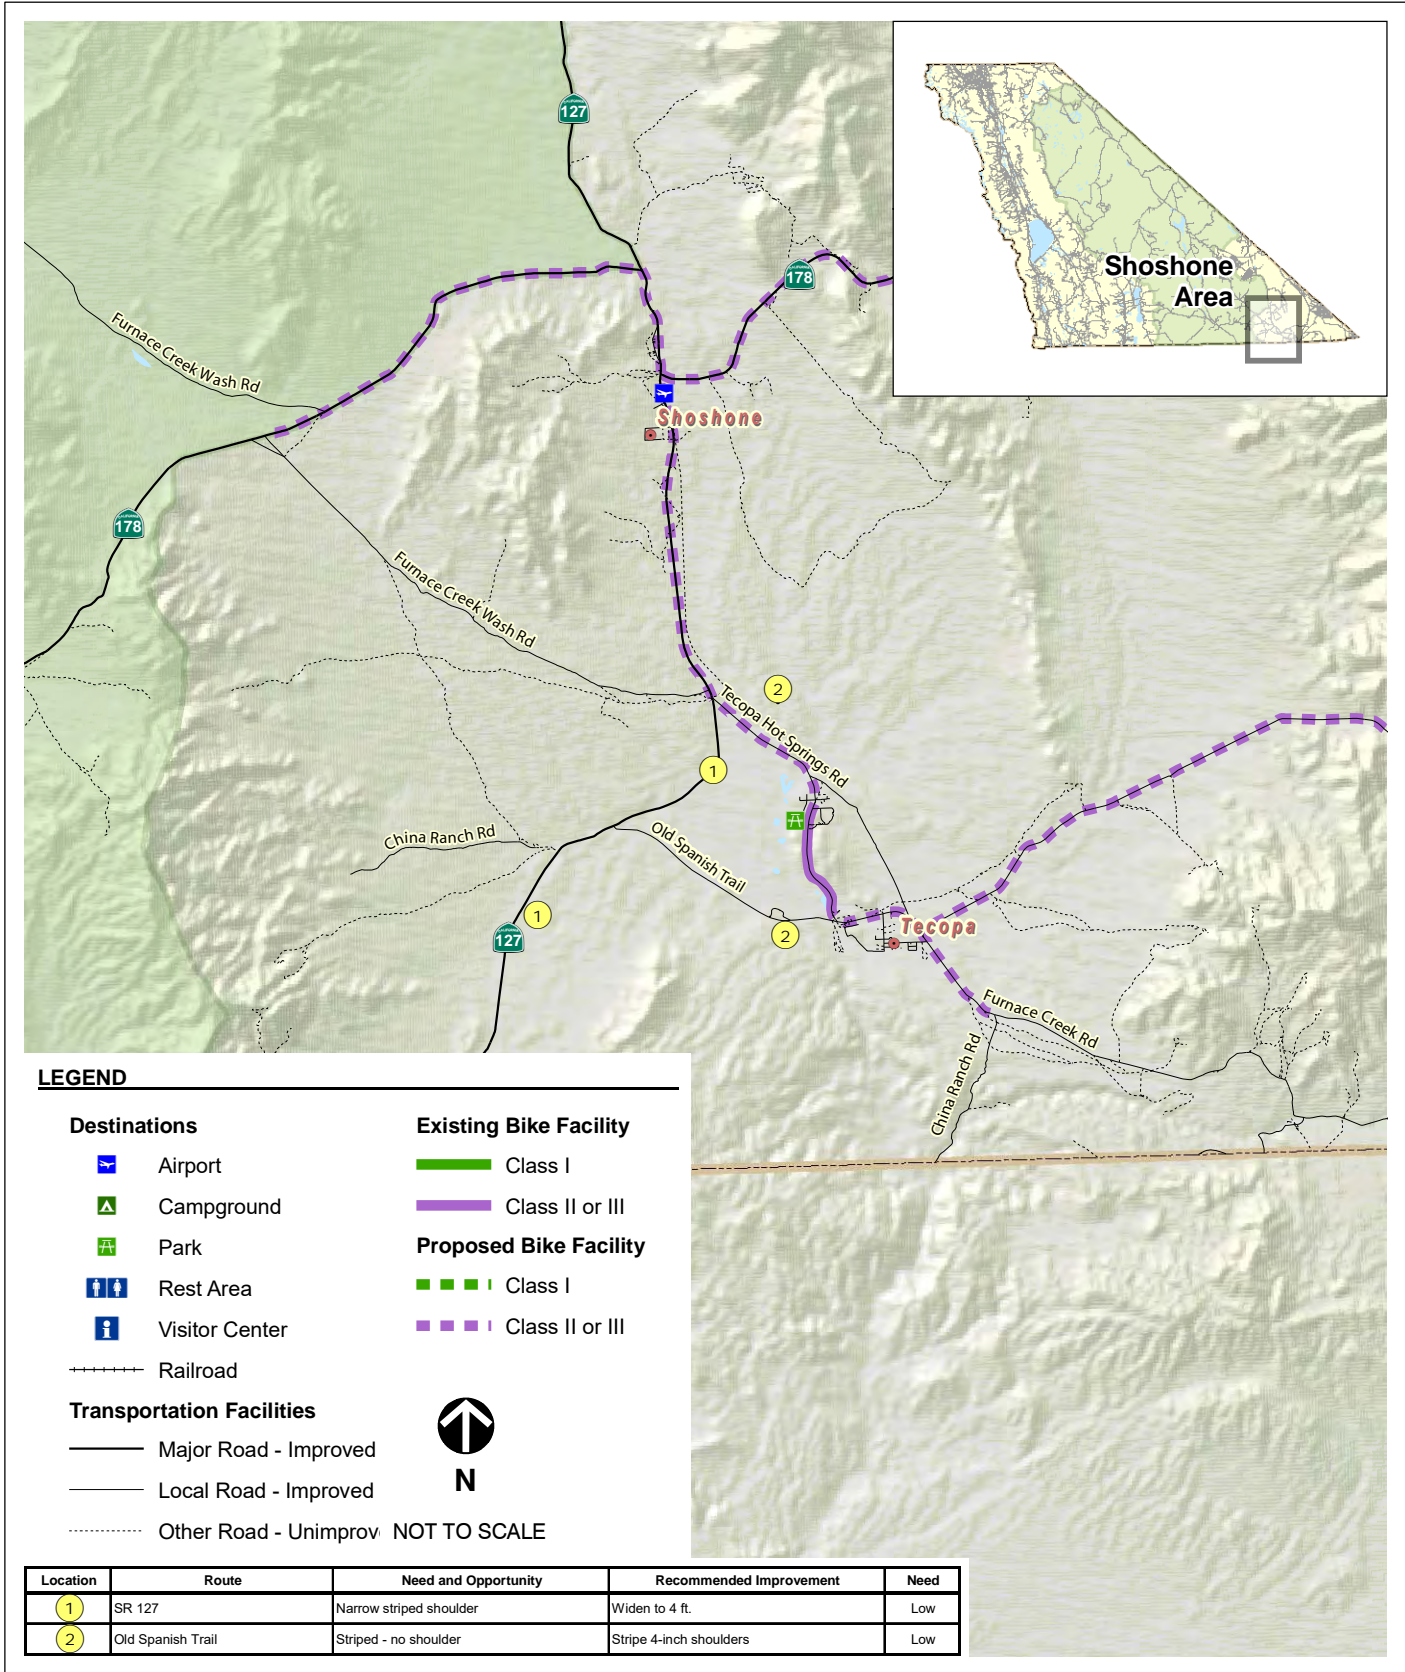 CALIFORNIA
127
Shoshone
Area
CALIFORNIA
178
Furnace Creek Wash Rd
Shoshone
CALIFORNIA
178
Furnace Creek Wash Rd
2
Tecopa Hot Springs Rd
1
China Ranch Rd
Old Spanish Trail
1
2
CALIFORNIA
127
Tecopa
Furnace Creek Rd
China Ranch Rd
LEGEND
Destinations
Airport
Campground
Park
Rest Area
Visitor Center
Railroad
Transportation Facilities
Major Road - Improved
Local Road - Improved
Other Road - Unimprov
Existing Bike Facility
Class I
Class II or III
Proposed Bike Facility
Class I
Class II or III
N
NOT TO SCALE
Location Route Need and Opportunity Recommended Improvement Need
1 SR 127 Narrow striped shoulder Widen to 4 ft. Low
2 Old Spanish Trail Striped - no shoulder Stripe 4-inch shoulders Low